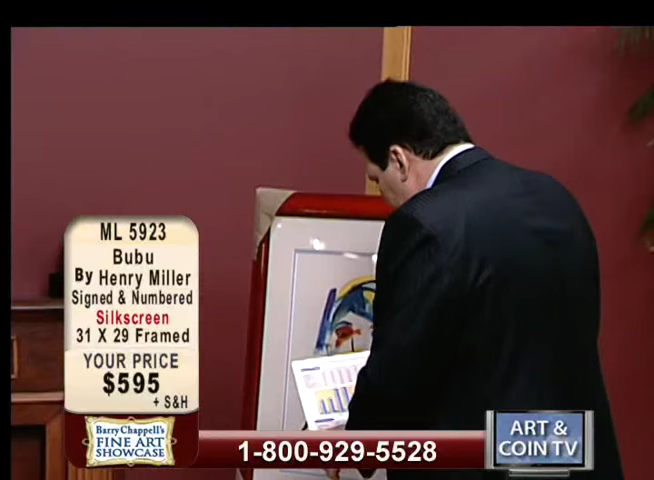 ML 5923
Bubu
By Henry Miller
Signed & Numbered
Silkscreen
31 X 29 Framed
YOUR PRICE
$595
+ S&H
Barry Chappell's
FINE ART
SHOWCASE
1-800-929-5528
ART &
COIN TV